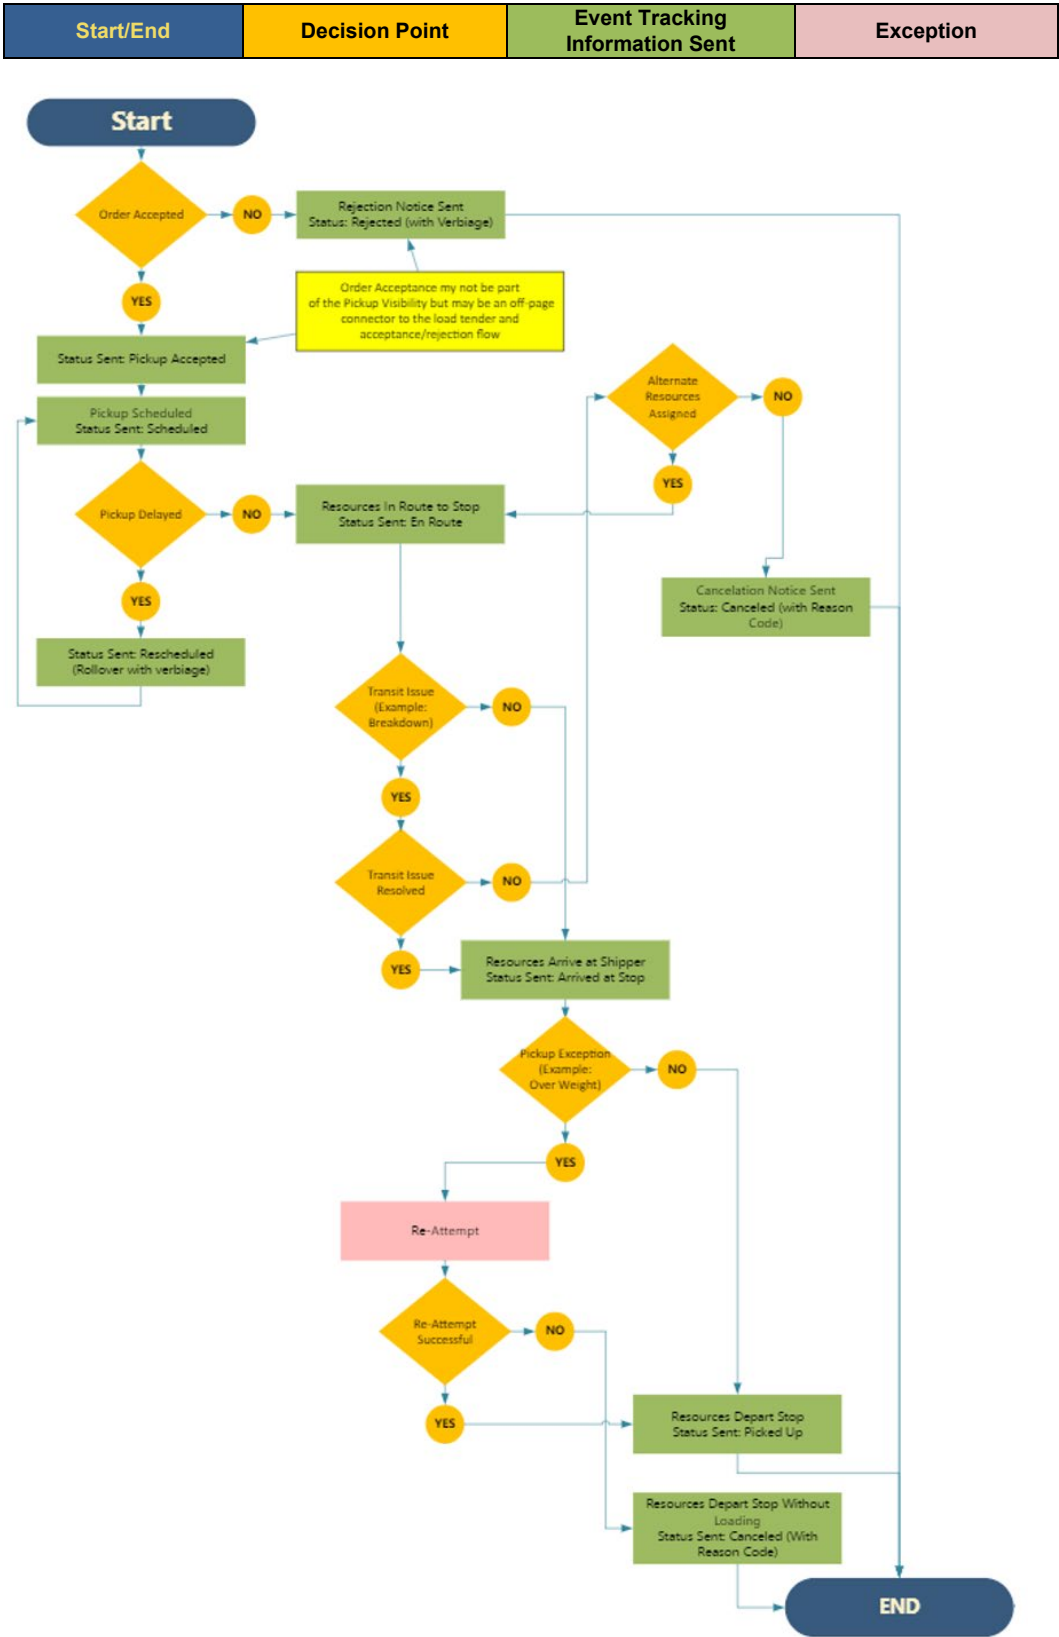 Start/End
Decision Point
Event Tracking
Information Sent
Exception
Start
Order Accepted
NO
Rejection Notice Sent
Status: Rejected (with Verbiage)
YES
Order Acceptance my not be part
of the Pickup Visibility but may be an off-page
connector to the load tender and
acceptance/rejection flow
Status Sent: Pickup Accepted
Alternate
Resources
Assigned
NO
Pickup Scheduled
Status Sent: Scheduled
YES
Pickup Delayed
NO
Resources In Route to Stop
Status Sent: En Route
YES
Cancelation Notice Sent
Status: Canceled (with Reason
Code)
Status Sent: Rescheduled
(Rollover with verbiage)
Transit Issue
(Example:
Breakdown)
NO
YES
Transit Issue
Resolved
NO
YES
Resources Arrive at Shipper
Status Sent: Arrived at Stop
Pickup Exception
(Example:
Over Weight)
NO
YES
Re-Attempt
Re-Attempt
Successful
NO
YES
Resources Depart Stop
Status Sent: Picked Up
Resources Depart Stop Without
Loading
Status Sent: Canceled (With
Reason Code)
END